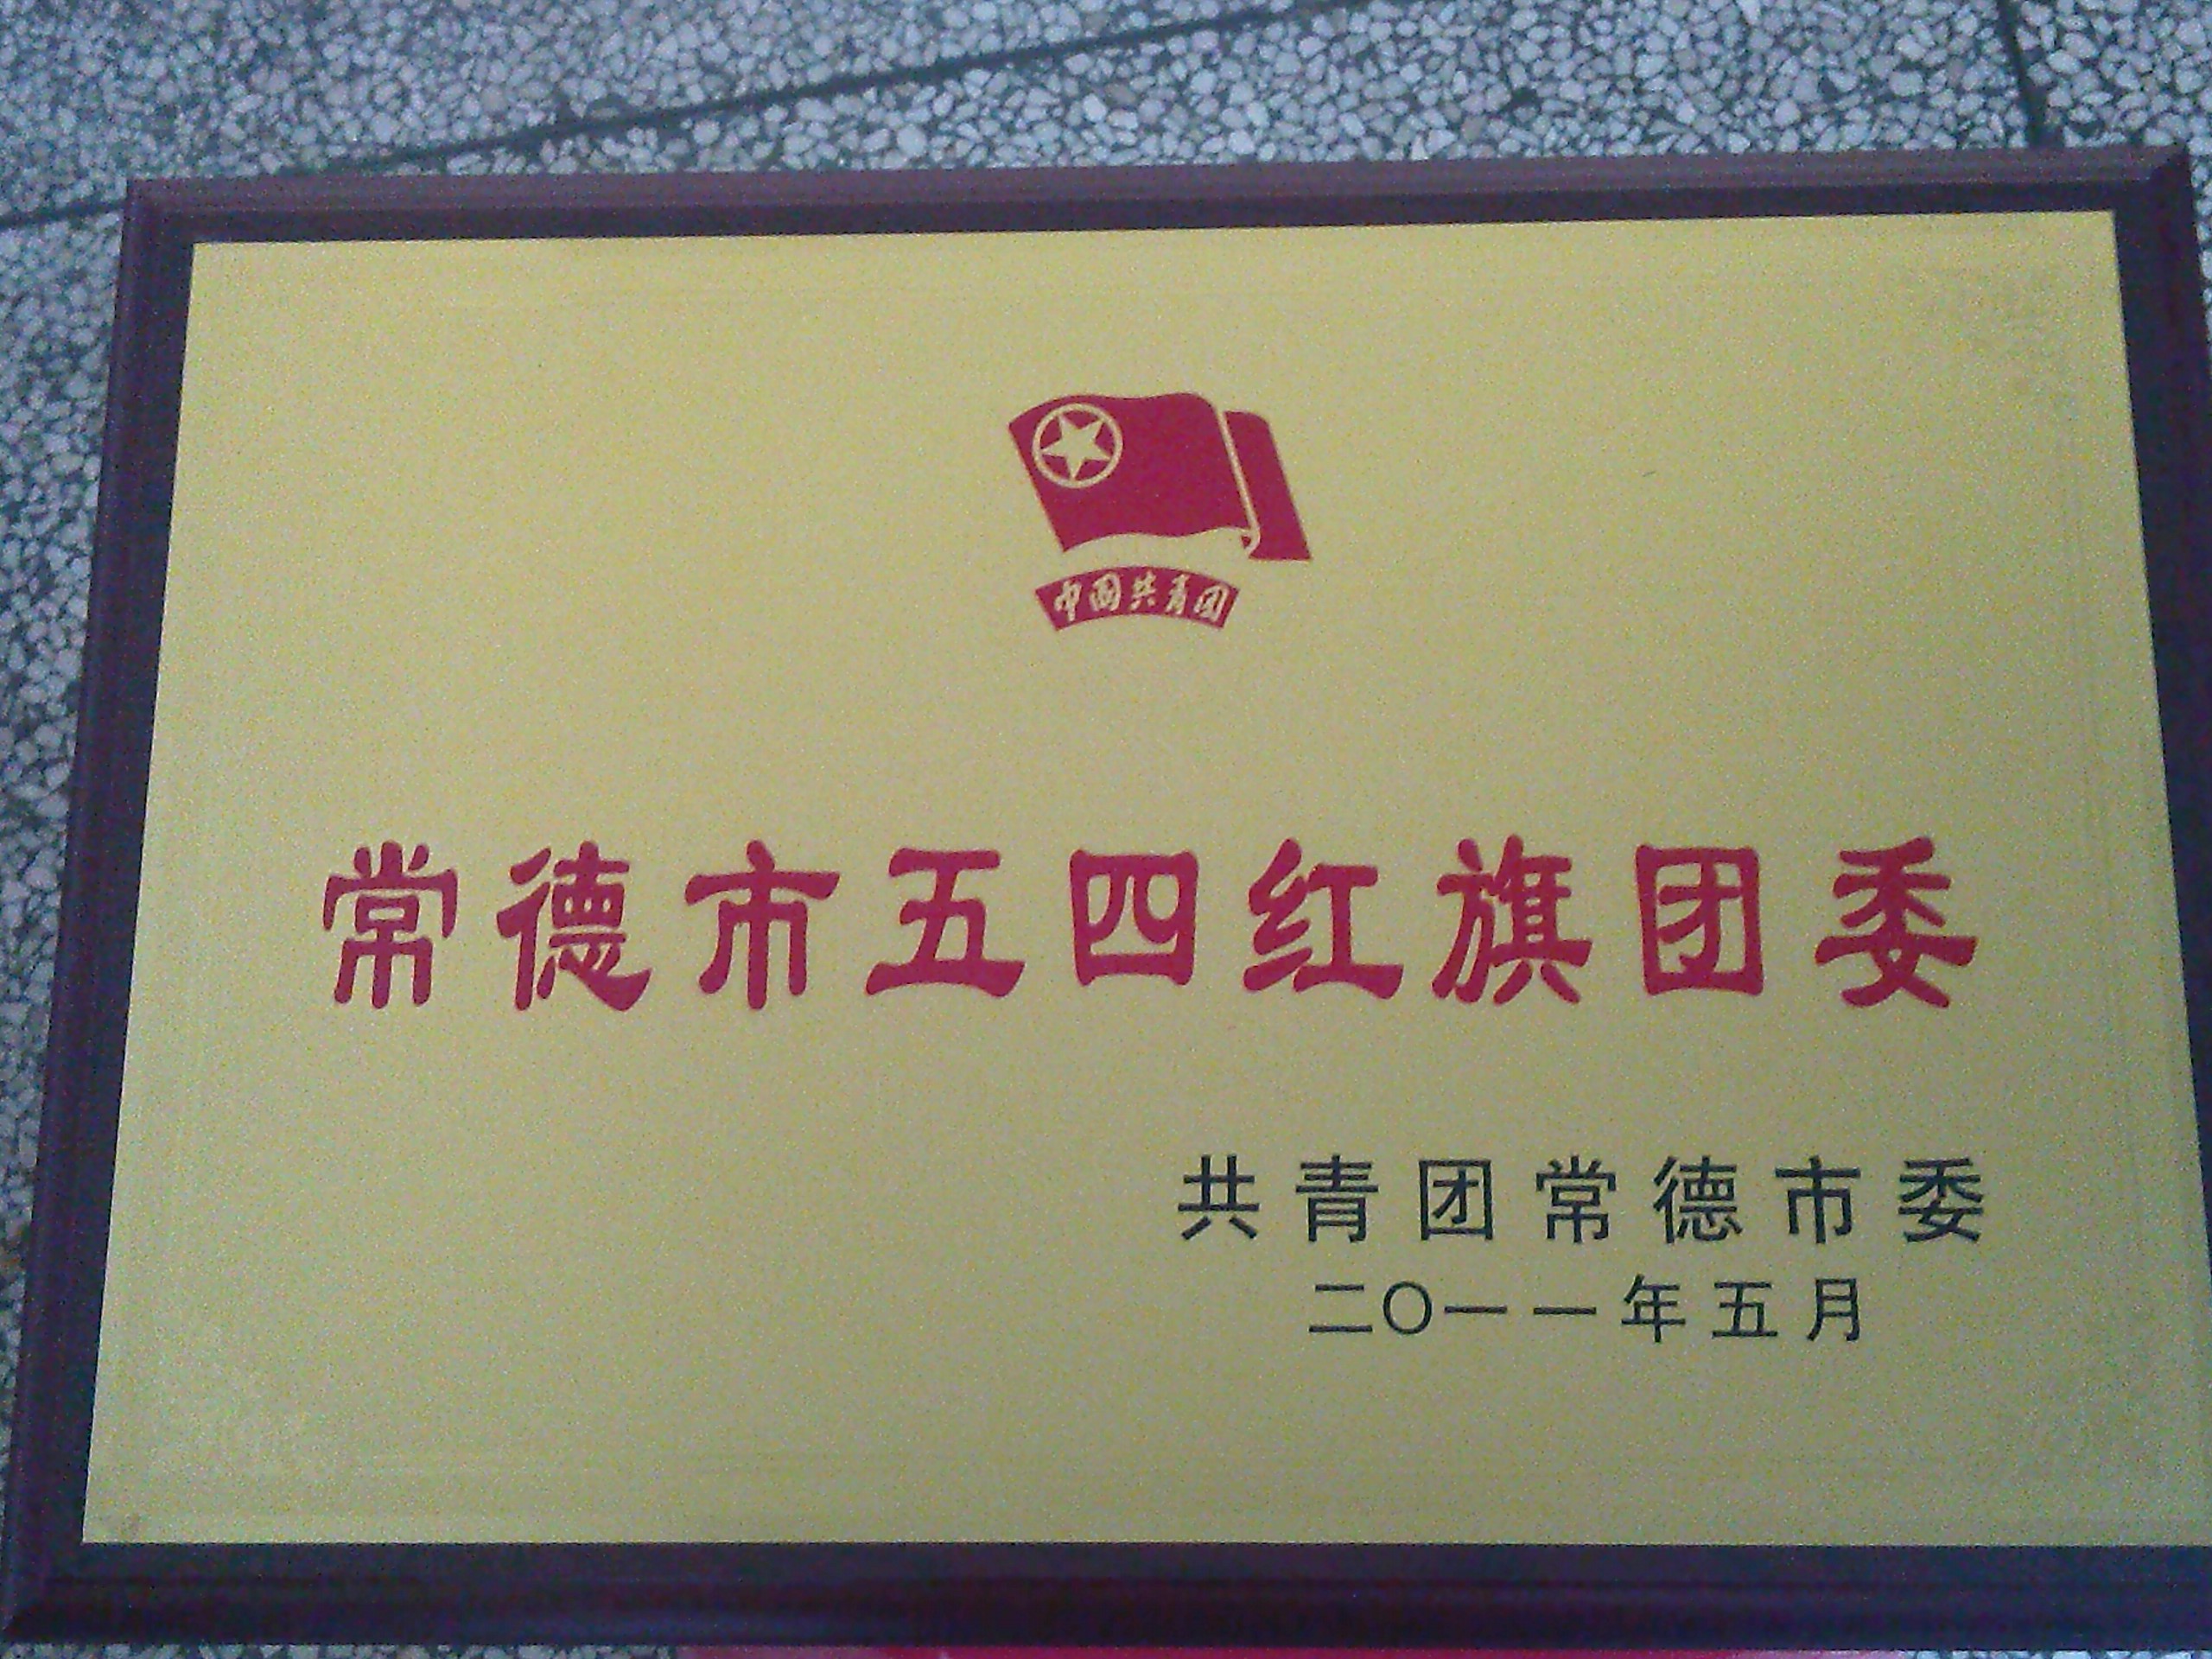 中国共青团
常德市五四红旗团委
共青团常德市委
二〇一一年五月